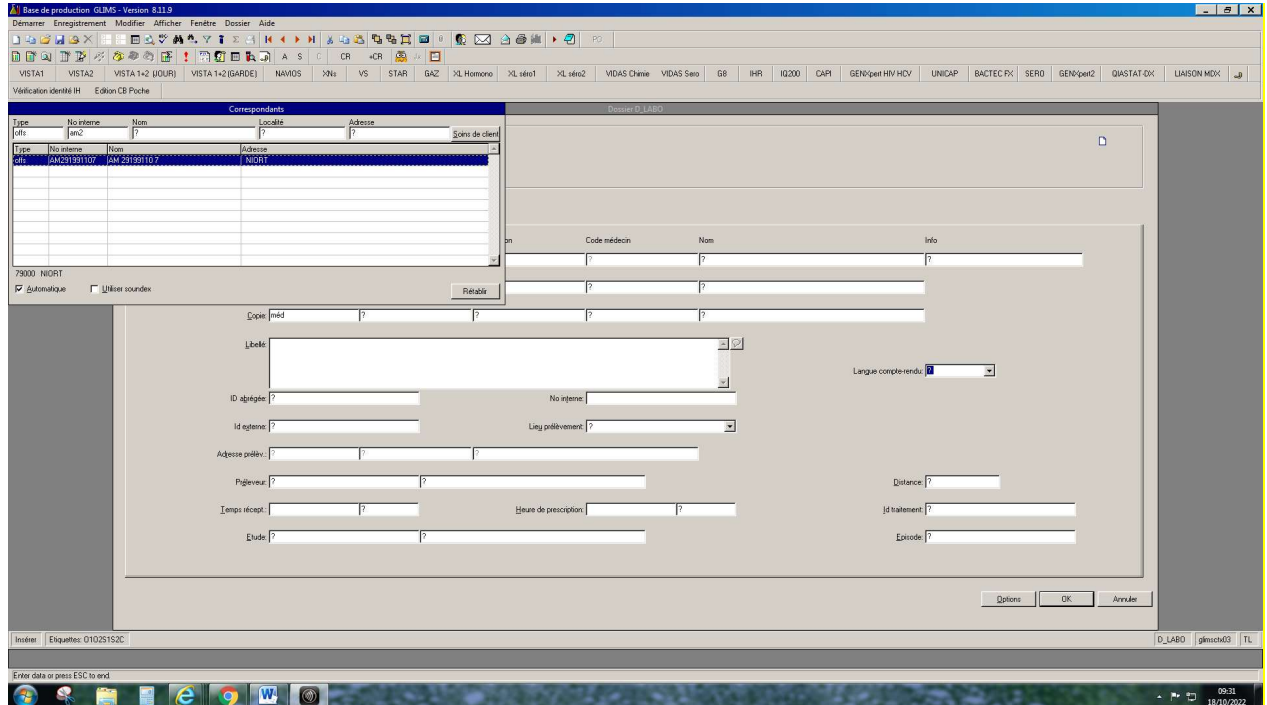 Base de production GLIMS - Version 8.11.9
Démarrer Enregistrement Modifier Afficher Fenêtre Dossier Aide
A S C CR +CR
VISTA1 VISTA2 VISTA 1+2 (JOUR) VISTA 1+2 (GARDE) NAVIOS XNs VS STAR GAZ XL Homono XL séro1 XL séro2 VIDAS Chimie VIDAS Sero G8 IHR IQ200 CAPI GENXpert HIV HCV UNICAP BACTEC FX SERO GENXpert2 QIASTAT-DX LIAISON MDX
Vérification identité IH Edition CB Poche
Correspondants
Dossier D_LABO
Type No interne Nom Localité Adresse
offs am2 ? ? ? Soins de client
Type No interne Nom Adresse
offs AM291991107 AM 29199110 7 NIORT
79000 NIORT
Automatique Utiliser soundex Rétablir
on Code médecin Nom Info
? ? ?
? ?
Copie: méd ? ? ? ?
Libellé:
Langue compte-rendu: ?
ID abrégée: ? No interne:
Id externe: ? Lieu prélèvement: ?
Adresse prélèv.: ? ? ?
Préleveur: ? ? Distance: ?
Temps récept.: ? Heure de prescription: ? Id traitement: ?
Etude: ? ? Episode: ?
Options OK Annuler
Insérer Etiquettes: O1O2S1S2C D_LABO glimsctx03 TL
Enter data or press ESC to end.
09:31
18/10/2022